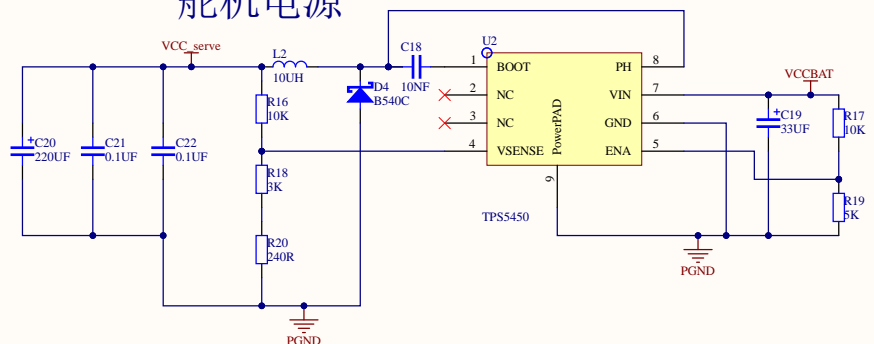 舵机电源
VCC_serve
L2
10UH
C18
10NF
U2
D4
B540C
R16
10K
C20
220UF
C21
0.1UF
C22
0.1UF
R18
3K
R20
240R
PGND
1
BOOT
2
NC
3
NC
4
VSENSE
PowerPAD
9
PH
8
VIN
7
GND
6
ENA
5
TPS5450
VCCBAT
C19
33UF
R17
10K
R19
5K
PGND